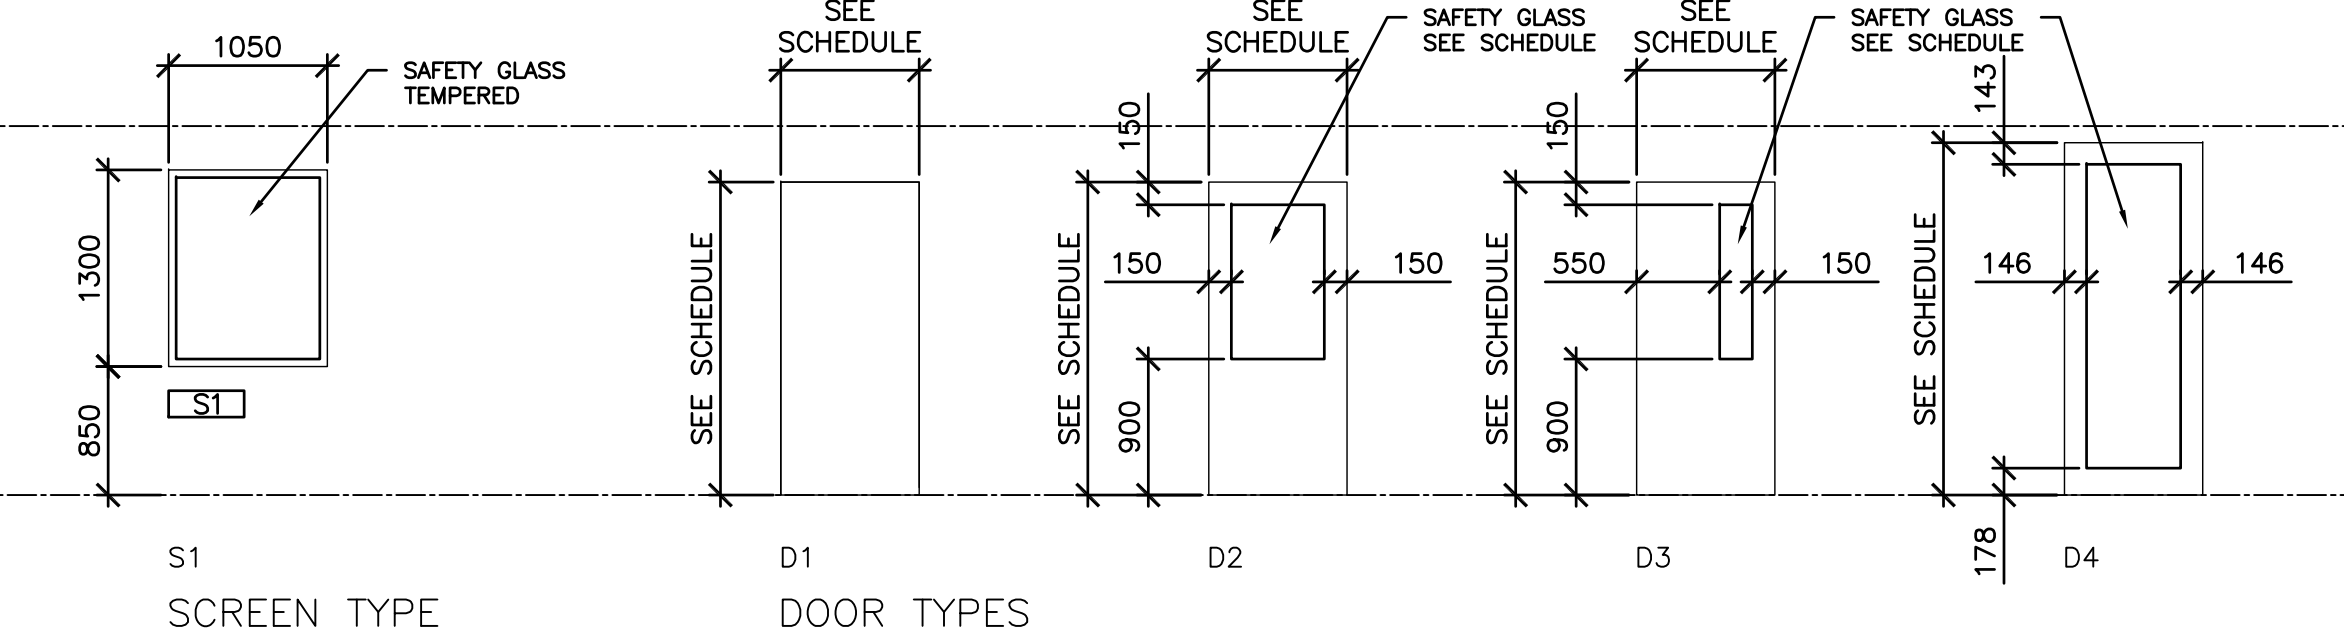 1050
SAFETY GLASS
TEMPERED
1300
850
S1
S1
SCREEN TYPE
SEE
SCHEDULE
SEE SCHEDULE
D1
DOOR TYPES
SEE
SCHEDULE
SAFETY GLASS
SEE SCHEDULE
150
SEE SCHEDULE
150
150
900
D2
SEE
SCHEDULE
SAFETY GLASS
SEE SCHEDULE
150
SEE SCHEDULE
550
150
900
D3
143
SEE SCHEDULE
146
146
178
D4